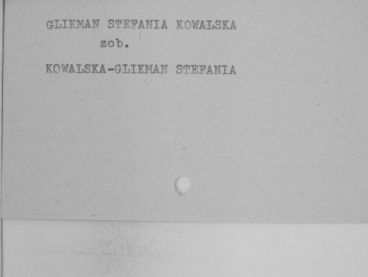 GLIKMAN STEFANIA KOWALSKA
zob.
KOWALSKA-GLIKMAN STEFANIA